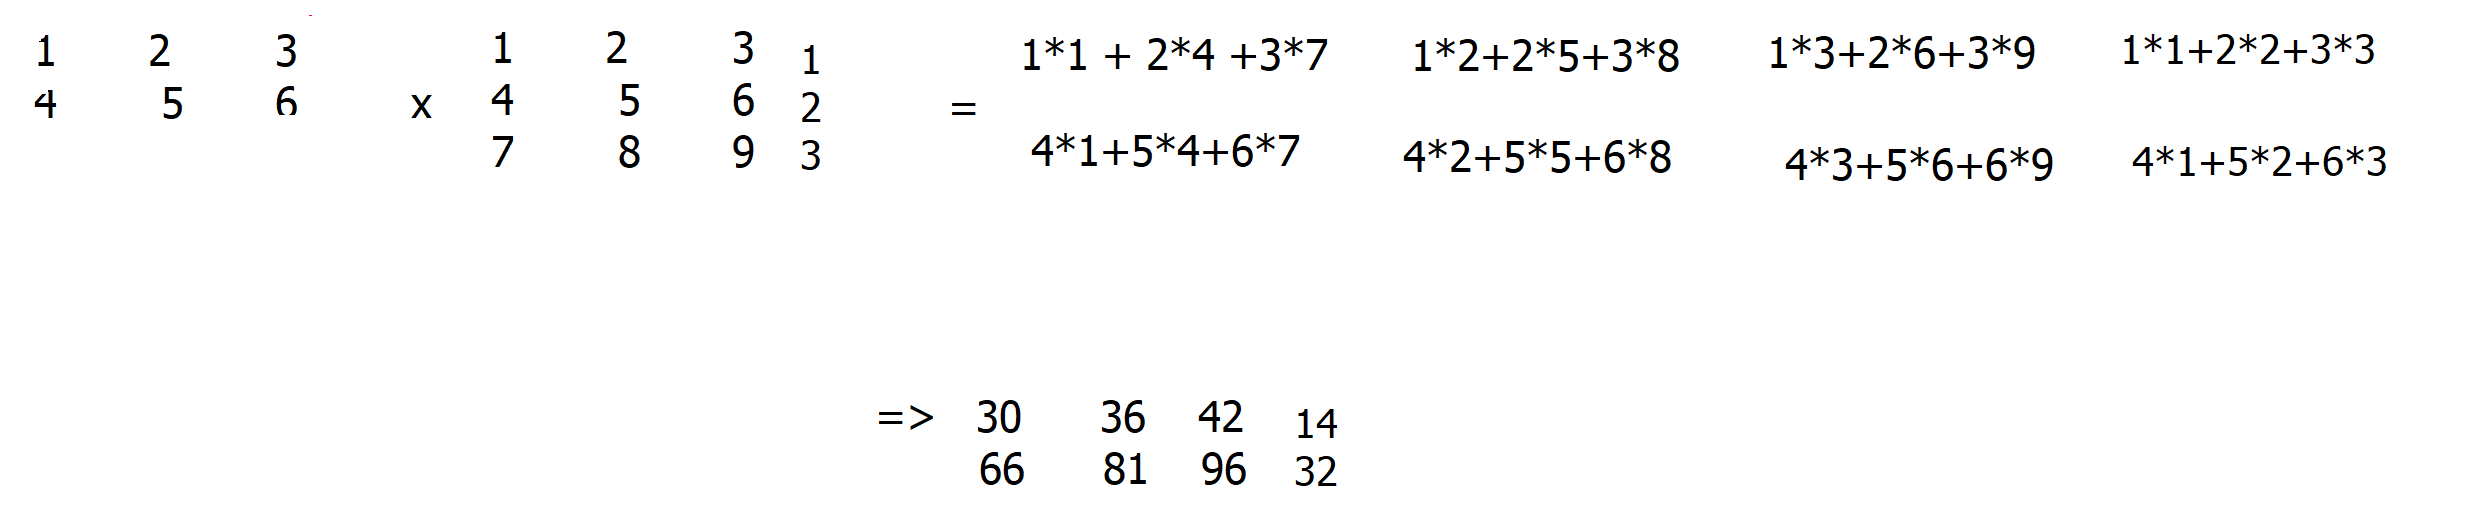 1 2 3 1 2 3 1 1*1 + 2*4 +3*7 1*2+2*5+3*8 1*3+2*6+3*9 1*1+2*2+3*3
4 5 6 x 4 5 6 2 =
7 8 9 3 4*1+5*4+6*7 4*2+5*5+6*8 4*3+5*6+6*9 4*1+5*2+6*3
=> 30 36 42 14
66 81 96 32